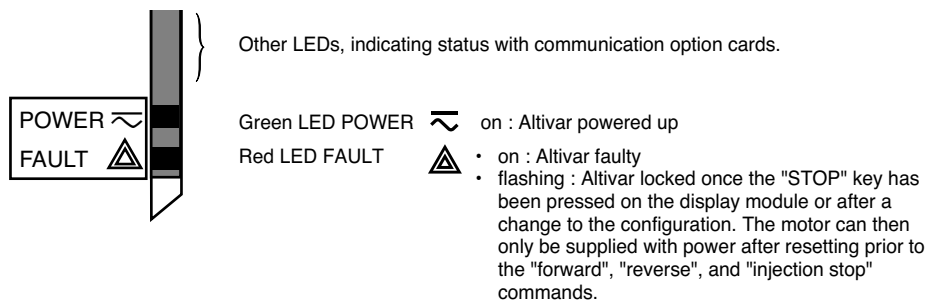 Other LEDs, indicating status with communication option cards.
POWER
FAULT
Green LED POWER on : Altivar powered up
Red LED FAULT • on : Altivar faulty
• flashing : Altivar locked once the "STOP" key has
been pressed on the display module or after a
change to the configuration. The motor can then
only be supplied with power after resetting prior to
the "forward", "reverse", and "injection stop"
commands.